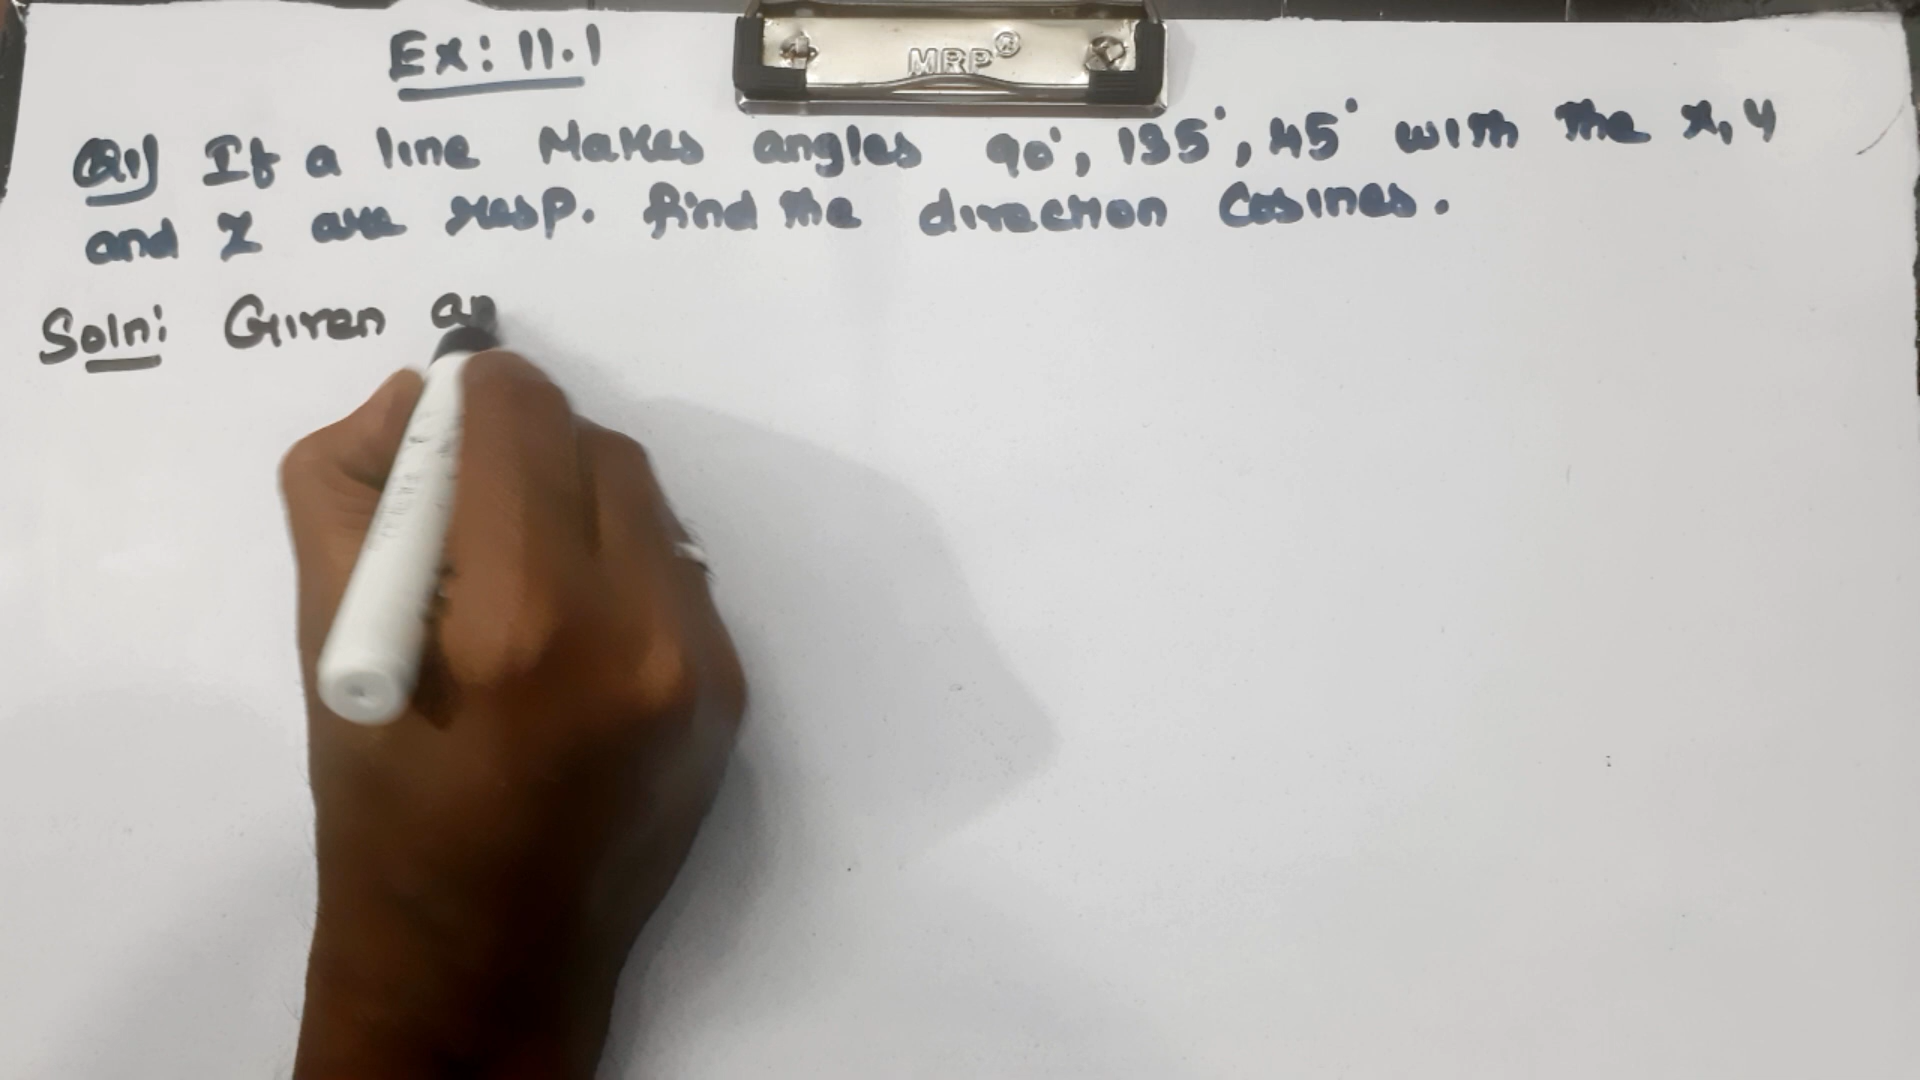 Ex: 11.1
MRP®
Q1) If a line Makes angles 90°, 135°, 45° with the x, y
and z are resp. find the direction Cosines.
Soln: Given an